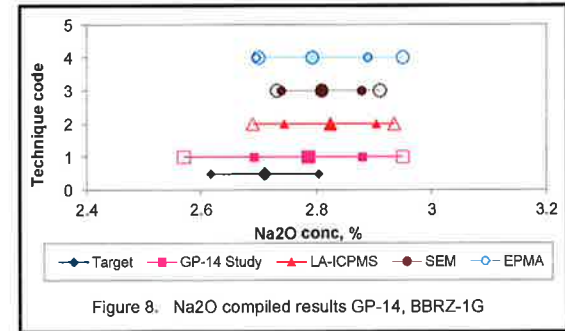 5
4
3
2
1
0
Technique code
2.4 2.6 2.8 3 3.2
Na2O conc, %
Target GP-14 Study LA-ICPMS SEM EPMA
Figure 8. Na2O compiled results GP-14, BBRZ-1G